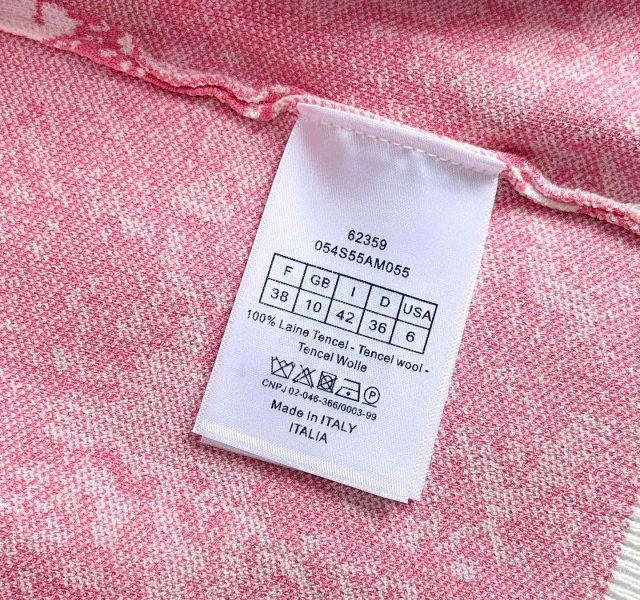 62359
054S55AM055
F GB I D USA
38 10 42 36 6
100% Laine Tencel - Tencel wool -
Tencel Wolle
P
CNPJ 02-046-366/0003-99
Made In ITALY
ITALIA